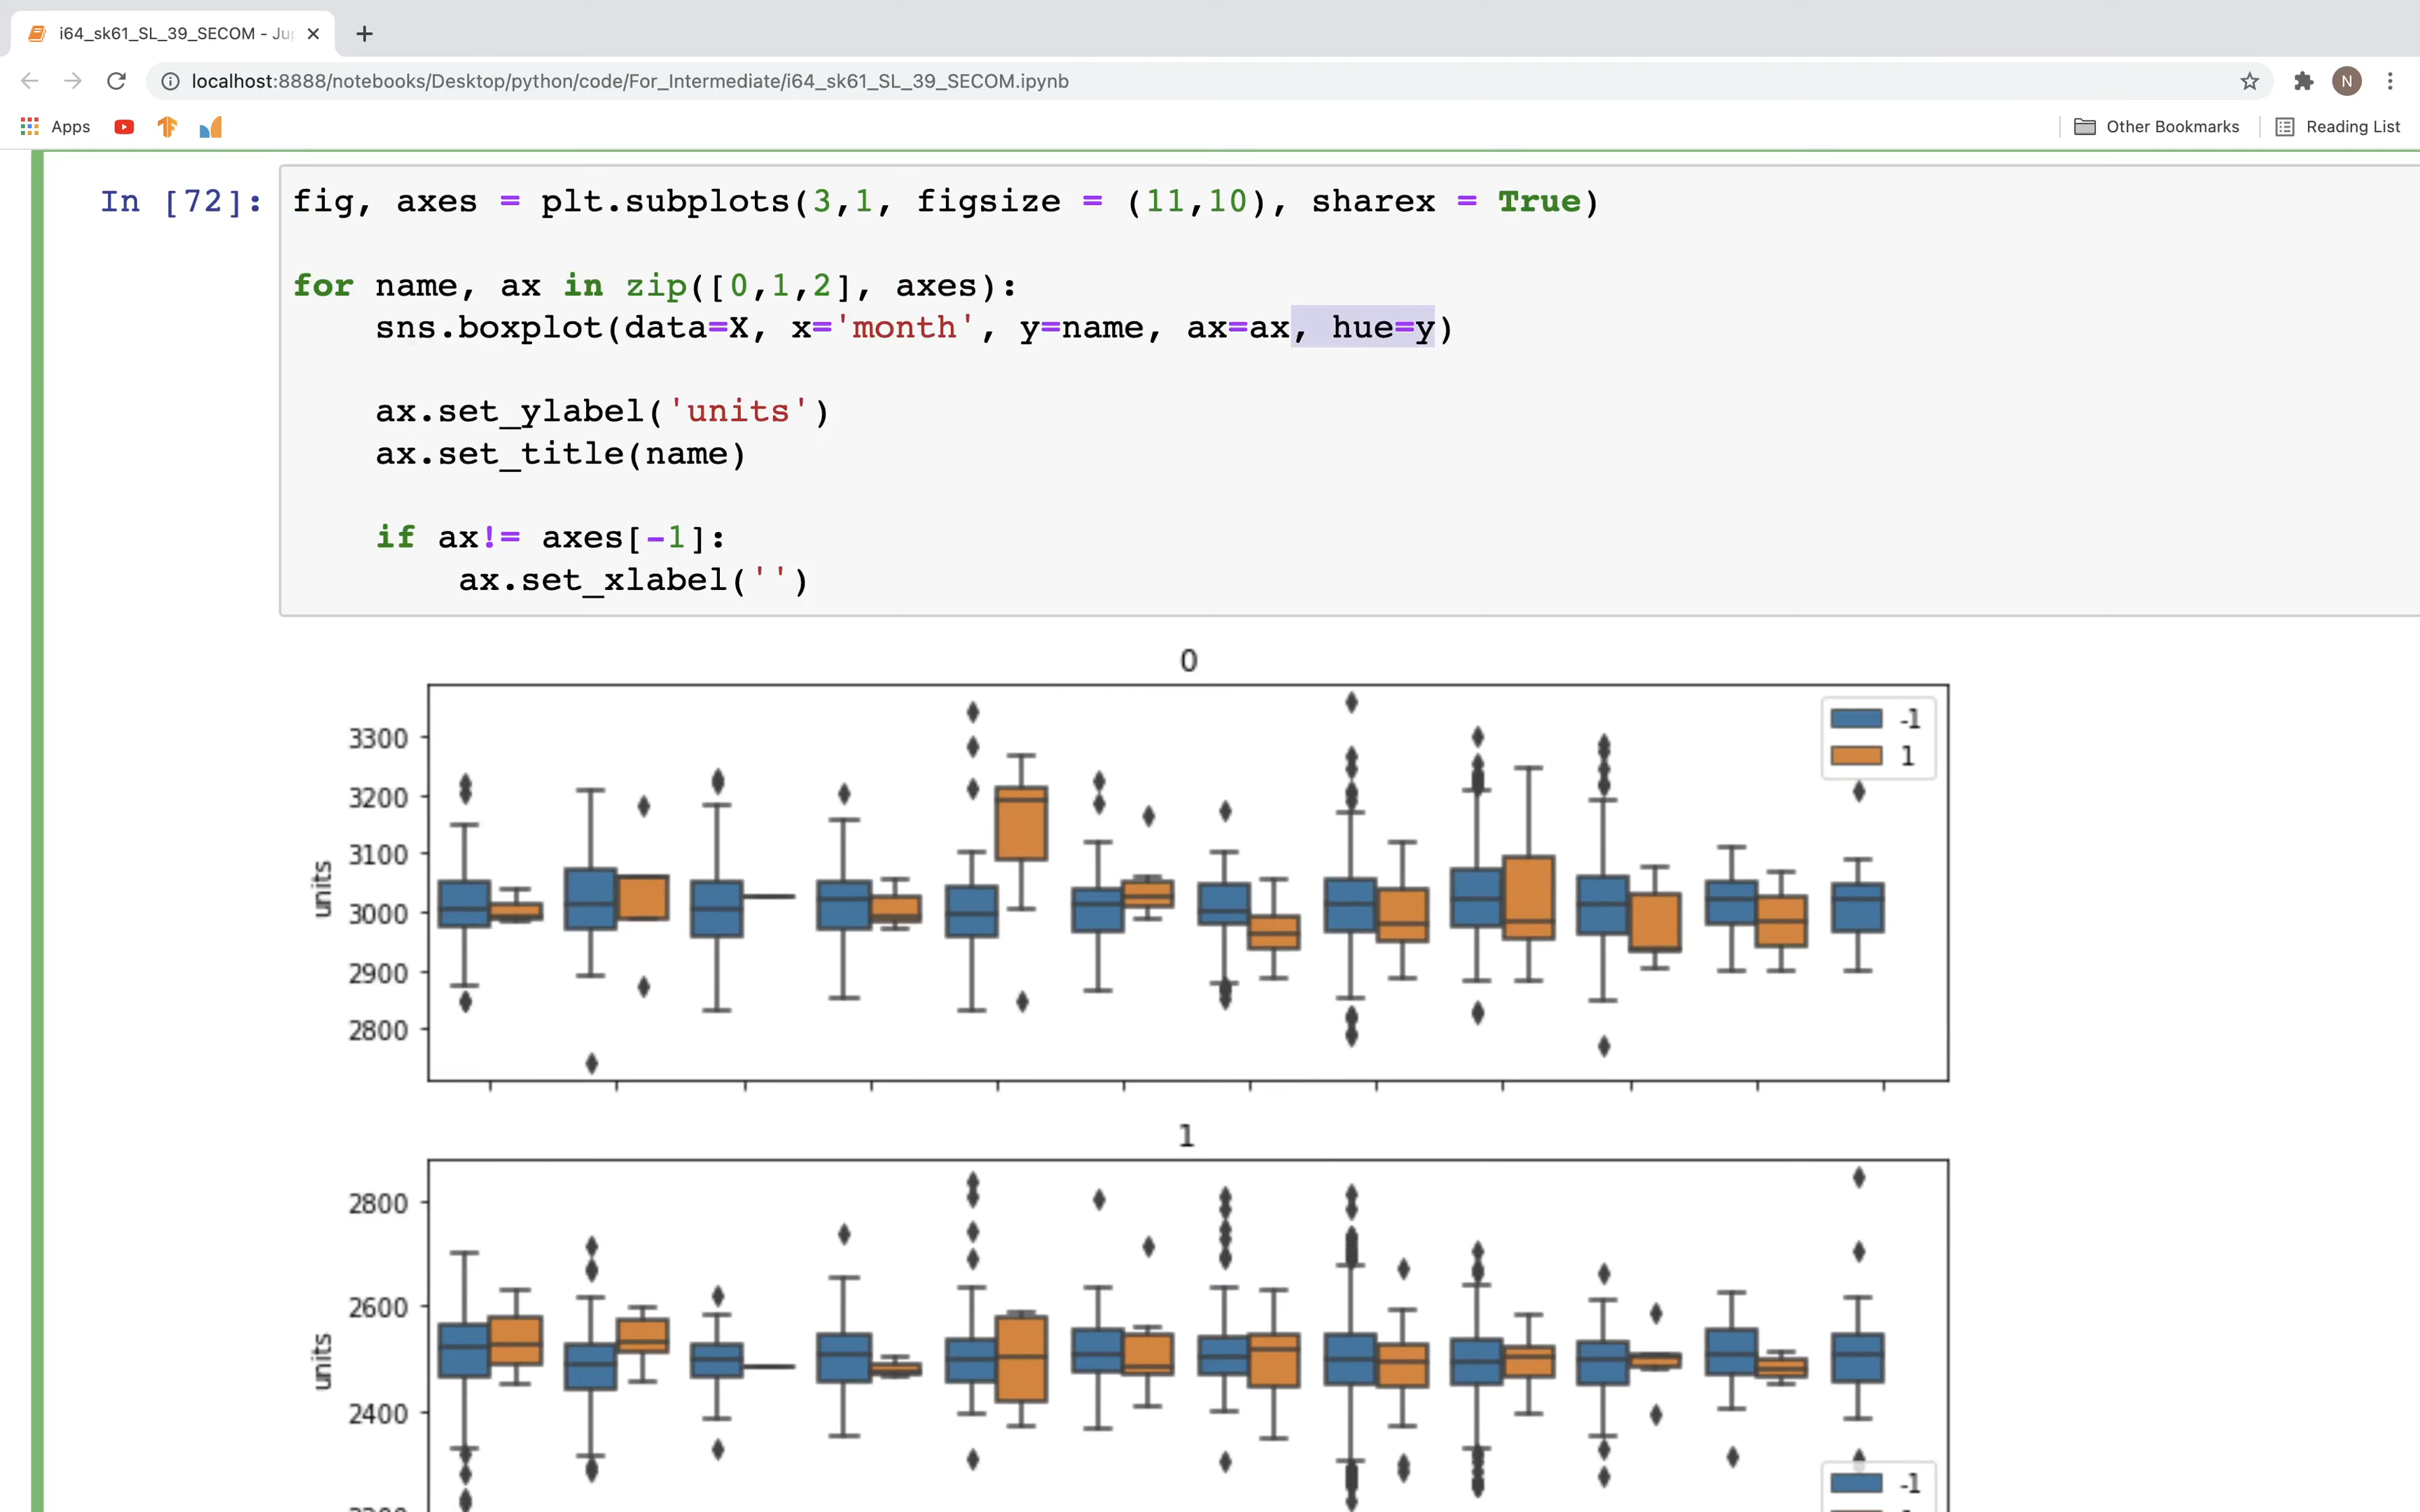 i64_sk61_SL_39_SECOM - Ju
localhost:8888/notebooks/Desktop/python/code/For_Intermediate/i64_sk61_SL_39_SECOM.ipynb
N
Apps
Other Bookmarks
Reading List
In [72]:
fig, axes = plt.subplots(3,1, figsize = (11,10), sharex = True)
for name, ax in zip([0,1,2], axes):
    sns.boxplot(data=X, x='month', y=name, ax=ax, hue=y)
    ax.set_ylabel('units')
    ax.set_title(name)
    if ax!= axes[-1]:
        ax.set_xlabel('')
0
-1
1
3300
3200
3100
3000
2900
2800
units
1
2800
2600
2400
units
-1